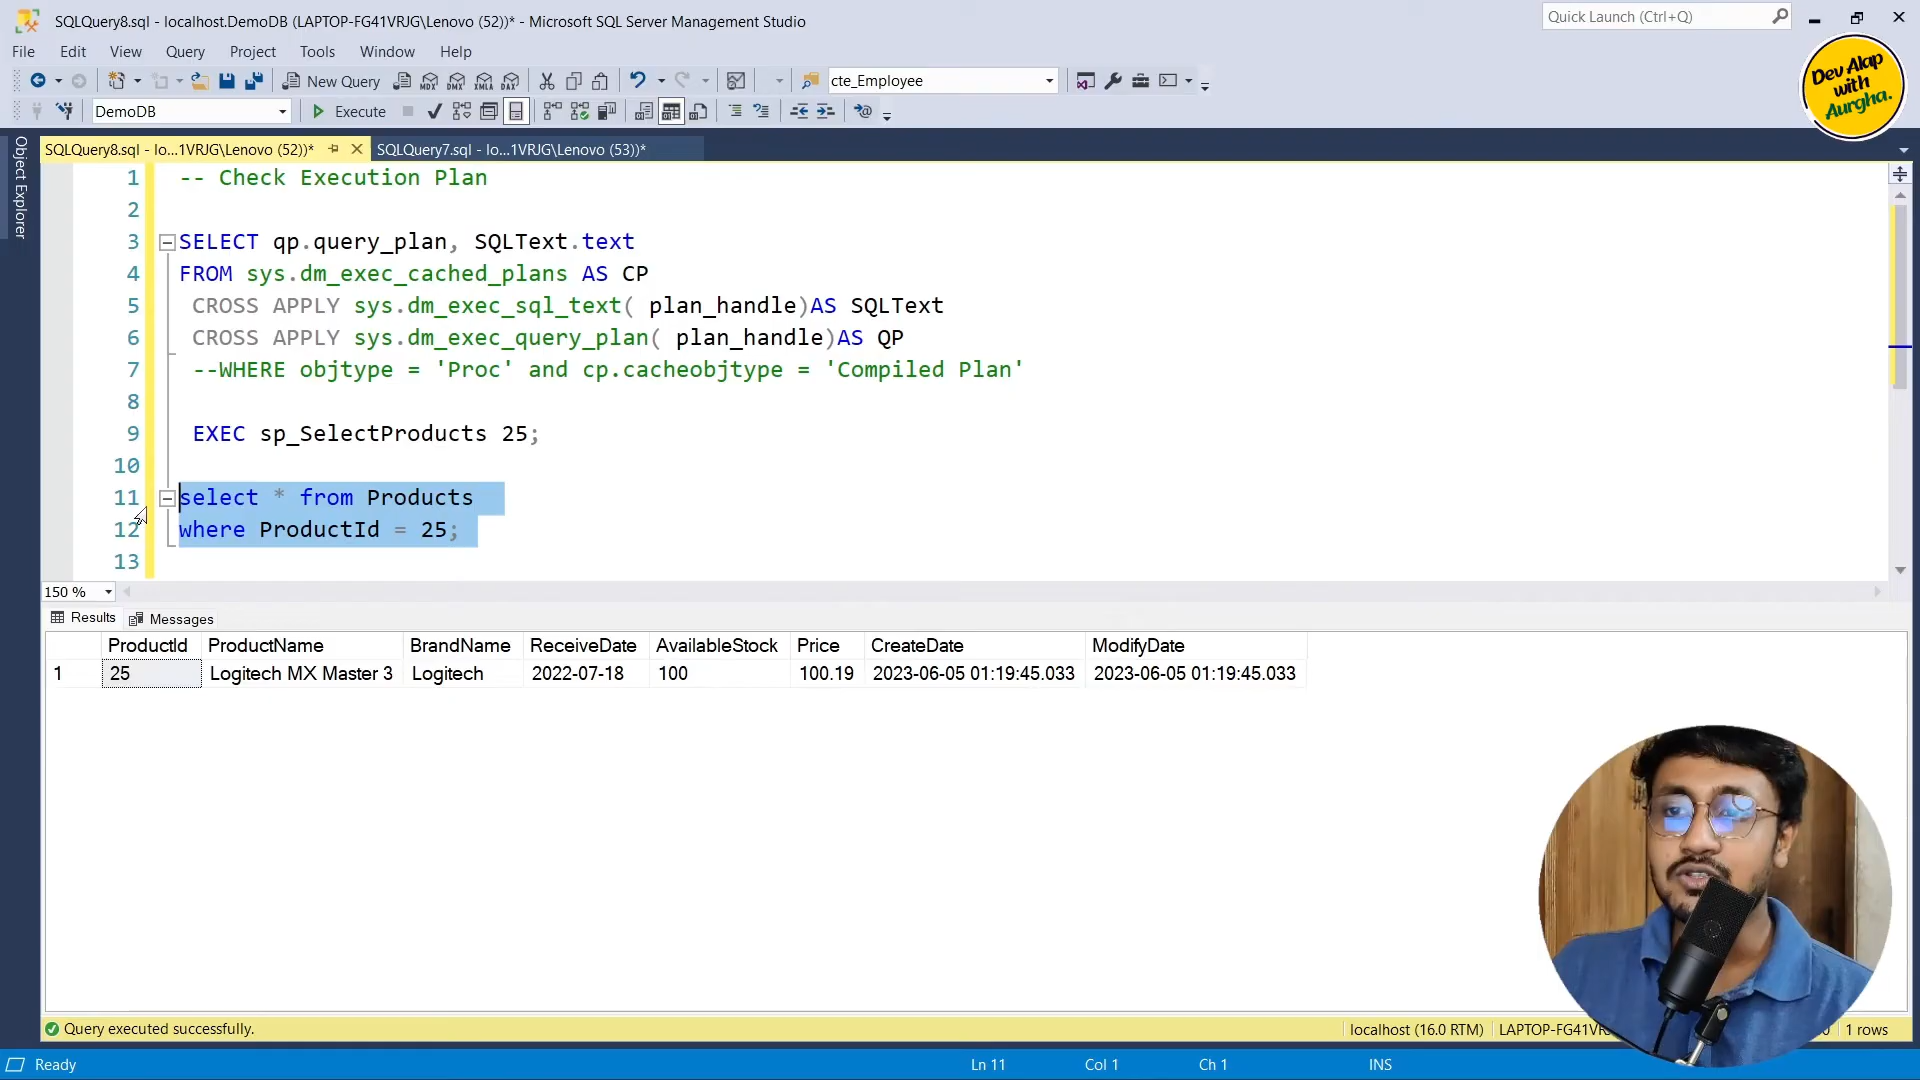 SQLQuery8.sql - localhost.DemoDB (LAPTOP-FG41VRJG\Lenovo (52))* - Microsoft SQL Server Management Studio
Quick Launch (Ctrl+Q)
File Edit View Query Project Tools Window Help
New Query MDX DMX XMLA DAX cte_Employee
DemoDB Execute
Dev Alap
with
Aurgha.
Object Explorer
SQLQuery8.sql - lo...1VRJG\Lenovo (52))* SQLQuery7.sql - lo...1VRJG\Lenovo (53))*
1 -- Check Execution Plan
2
3 SELECT qp.query_plan, SQLText.text
4 FROM sys.dm_exec_cached_plans AS CP
5 CROSS APPLY sys.dm_exec_sql_text( plan_handle)AS SQLText
6 CROSS APPLY sys.dm_exec_query_plan( plan_handle)AS QP
7 --WHERE objtype = 'Proc' and cp.cacheobjtype = 'Compiled Plan'
8
9 EXEC sp_SelectProducts 25;
10
11 select * from Products
12 where ProductId = 25;
13
150 %
Results Messages
ProductId ProductName BrandName ReceiveDate AvailableStock Price CreateDate ModifyDate
1 25 Logitech MX Master 3 Logitech 2022-07-18 100 100.19 2023-06-05 01:19:45.033 2023-06-05 01:19:45.033
Query executed successfully. localhost (16.0 RTM) 1 rows
Ready Ln 11 Col 1 Ch 1 INS